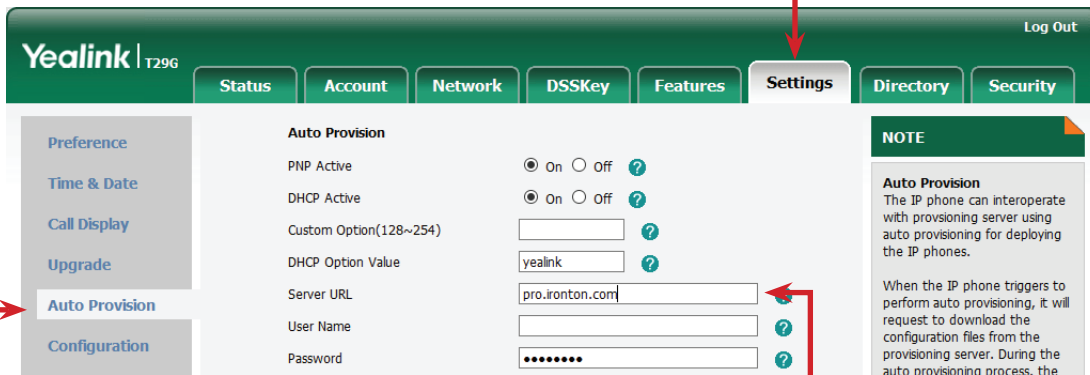 Log Out
Yealink | T29G
Status Account Network DSSKey Features Settings Directory Security
Preference
Time & Date
Call Display
Upgrade
Auto Provision
Configuration
Auto Provision
PNP Active On Off ?
DHCP Active On Off ?
Custom Option(128~254) ?
DHCP Option Value yealink ?
Server URL pro.ironton.com
User Name ?
Password •••••••• ?
NOTE
Auto Provision
The IP phone can interoperate
with provsioning server using
auto provisioning for deploying
the IP phones.
When the IP phone triggers to
perform auto provisioning, it will
request to download the
configuration files from the
provisioning server. During the
auto provisioning process, the